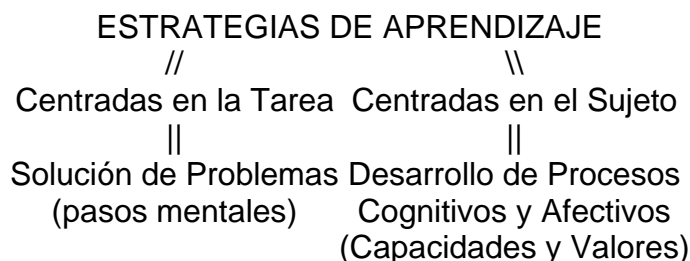 ESTRATEGIAS DE APRENDIZAJE
// \\
Centradas en la Tarea Centradas en el Sujeto
|| ||
Solución de Problemas Desarrollo de Procesos
(pasos mentales) Cognitivos y Afectivos
(Capacidades y Valores)